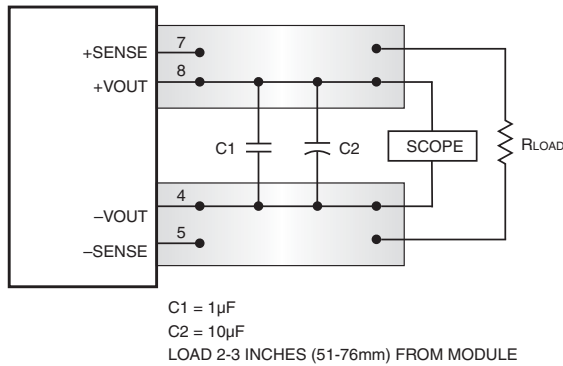 +SENSE 7
+VOUT 8
C1 C2 SCOPE RLOAD
–VOUT 4
–SENSE 5
C1 = 1µF
C2 = 10µF
LOAD 2-3 INCHES (51-76mm) FROM MODULE